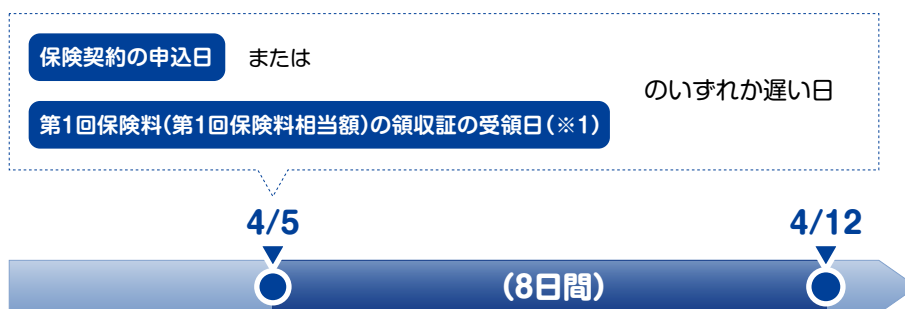 保険契約の申込日 または
のいずれか遅い日
第1回保険料(第1回保険料相当額)の領収証の受領日(※1)
4/5 4/12
(8日間)